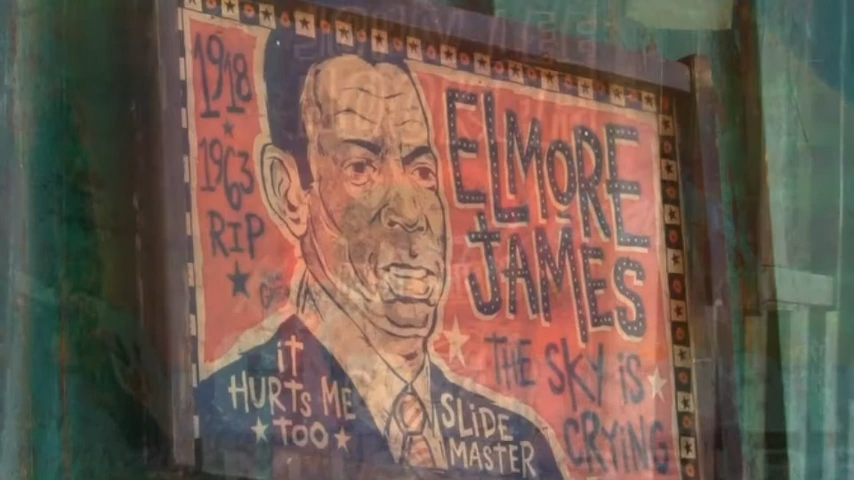 1918
1963
RIP
ELMORE
JAMES
THE SKY IS
CRYING
IT
HURTS ME
TOO
SLIDE
MASTER